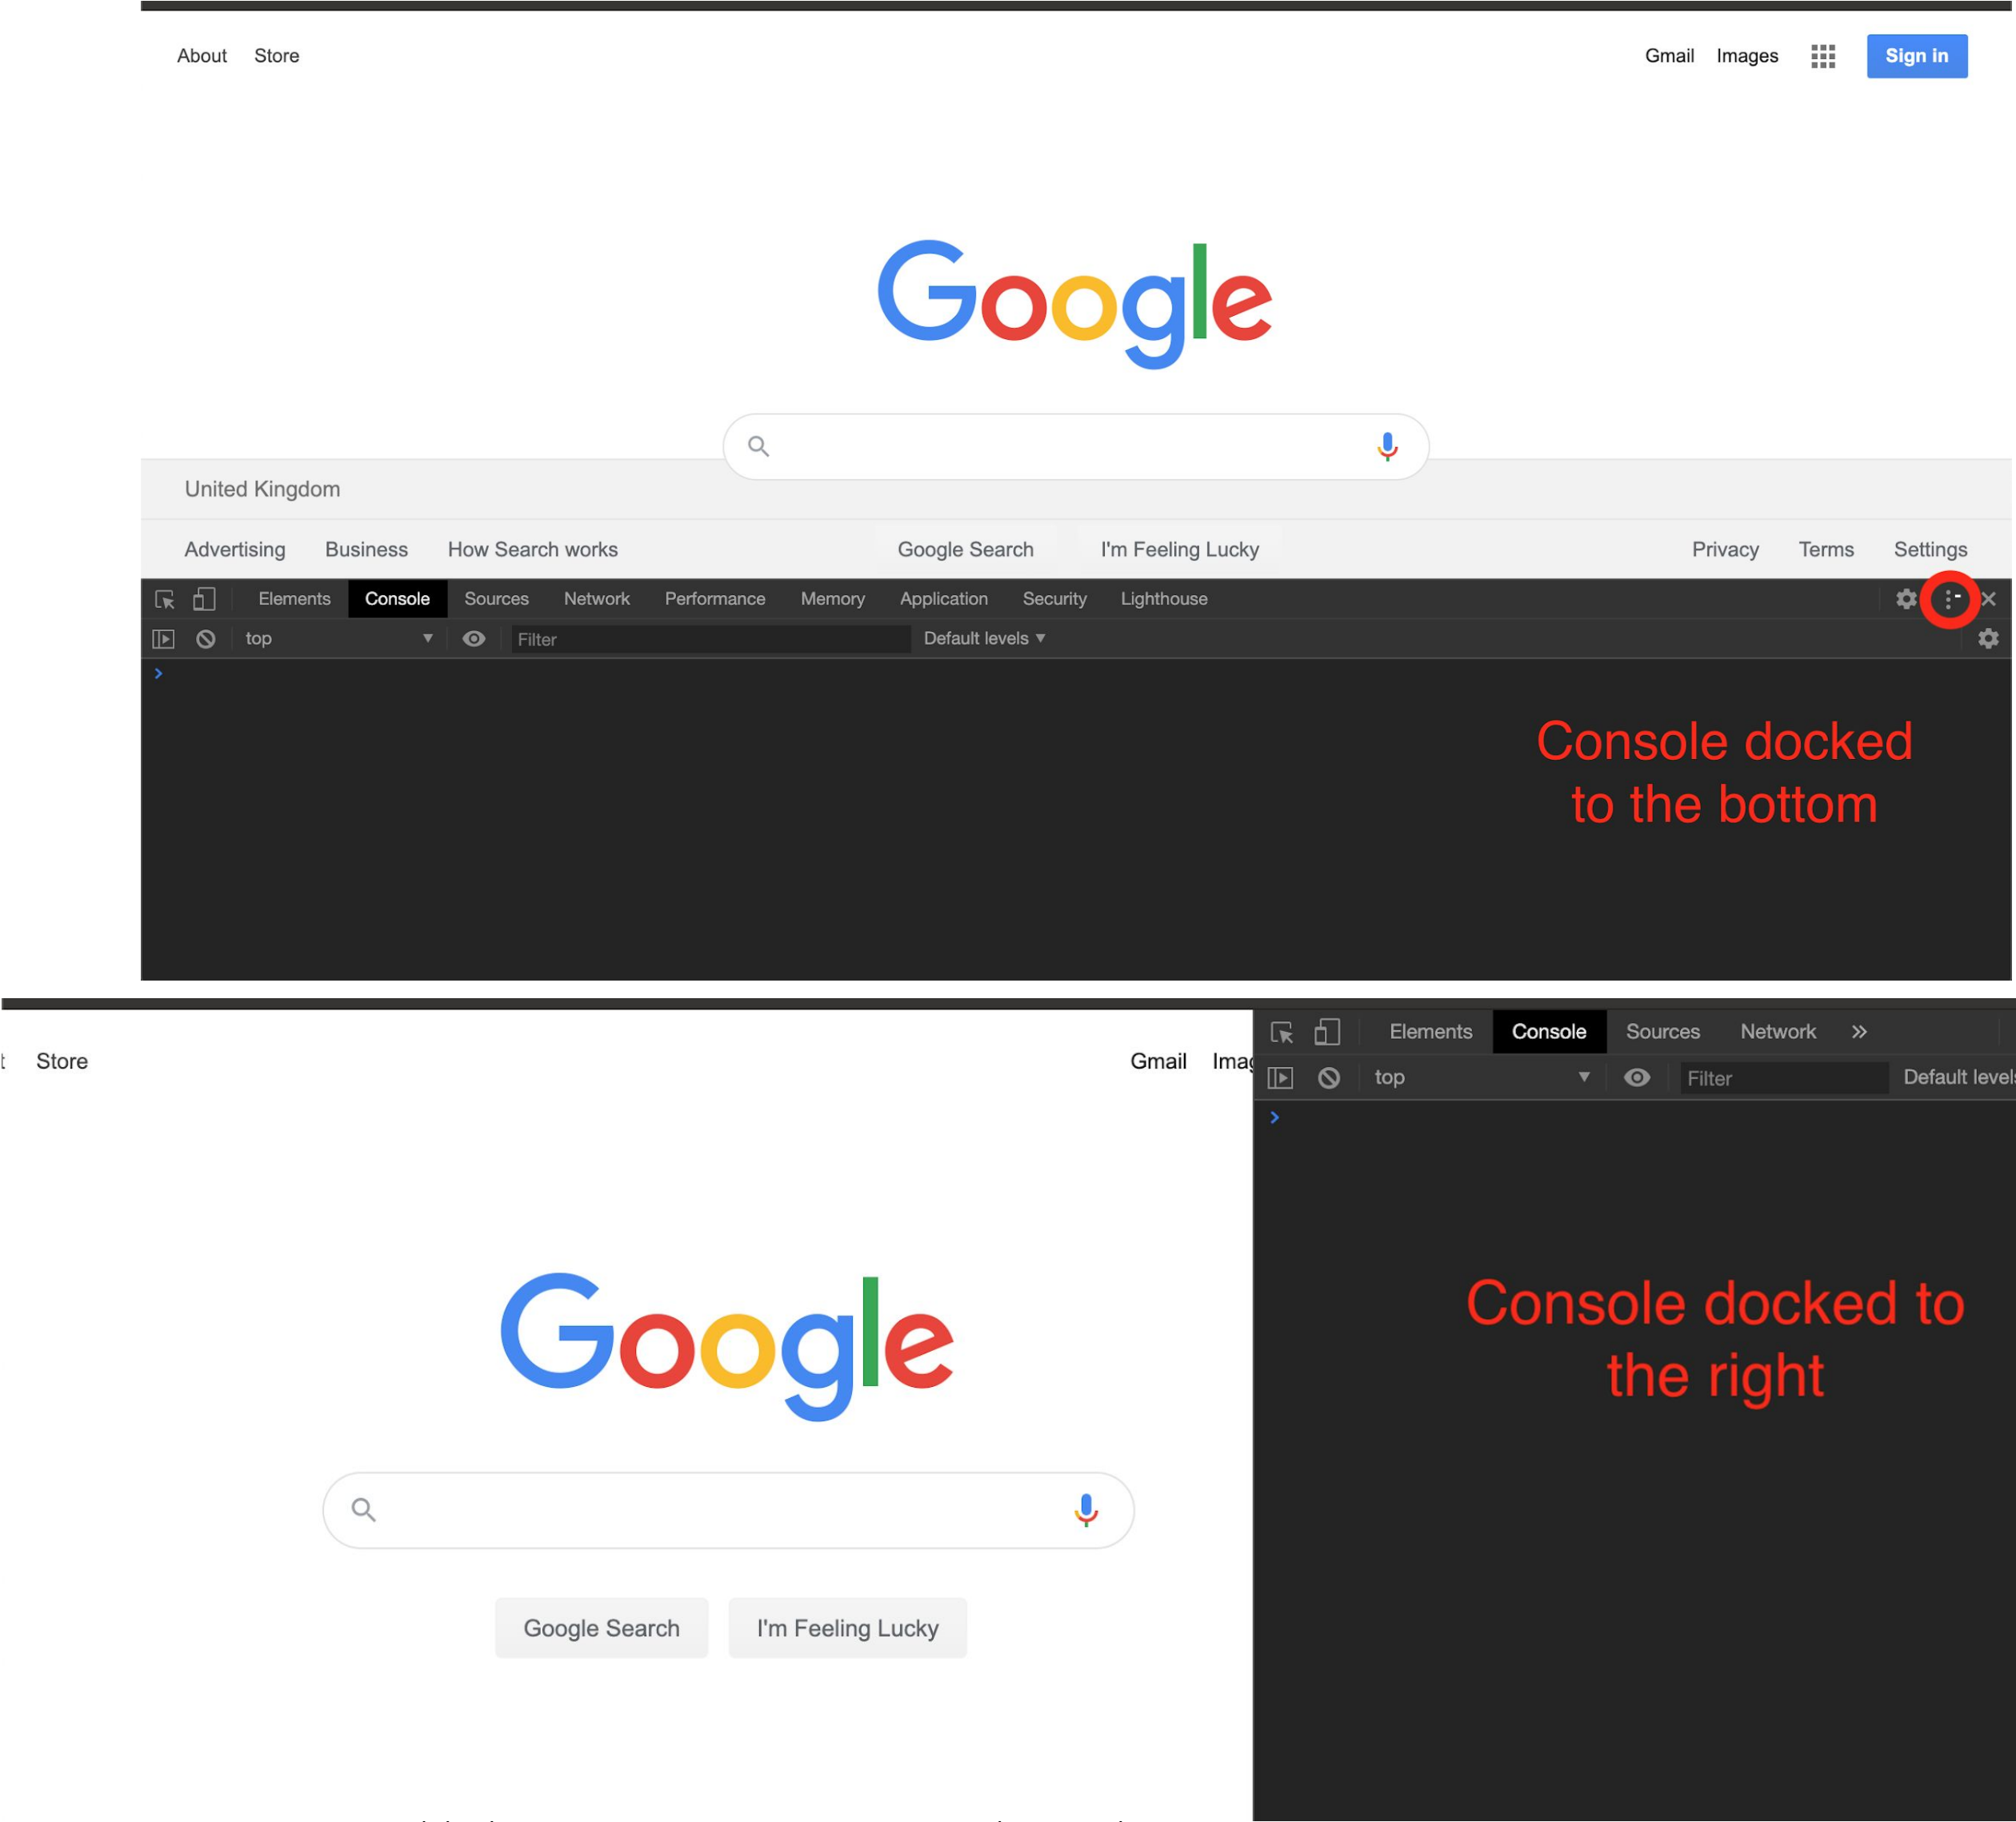 About Store Gmail Images Sign in
Google
United Kingdom
Advertising Business How Search works Google Search I'm Feeling Lucky Privacy Terms Settings
Elements Console Sources Network Performance Memory Application Security Lighthouse
top Filter Default levels
Console docked
to the bottom
Elements Console Sources Network
t Store Gmail Imag
top Filter Default levels
Google
Console docked to
the right
Google Search I'm Feeling Lucky